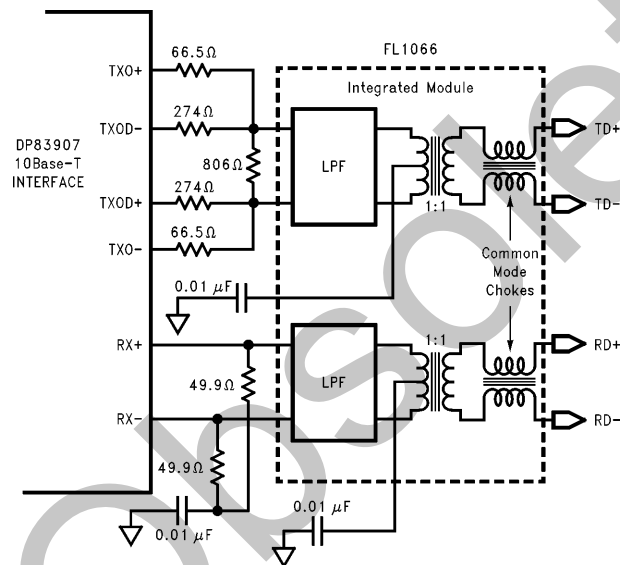 FL1066
Integrated Module
66.5Ω
TXO+
274Ω
TXOD-
DP83907
10Base-T
INTERFACE
806Ω
LPF
1:1
TD+
TD-
274Ω
TXOD+
66.5Ω
TXO-
Common
Mode
Chokes
0.01 μF
RX+
49.9Ω
LPF
1:1
RD+
RX-
RD-
49.9Ω
0.01 μF
0.01 μF
Obsolete